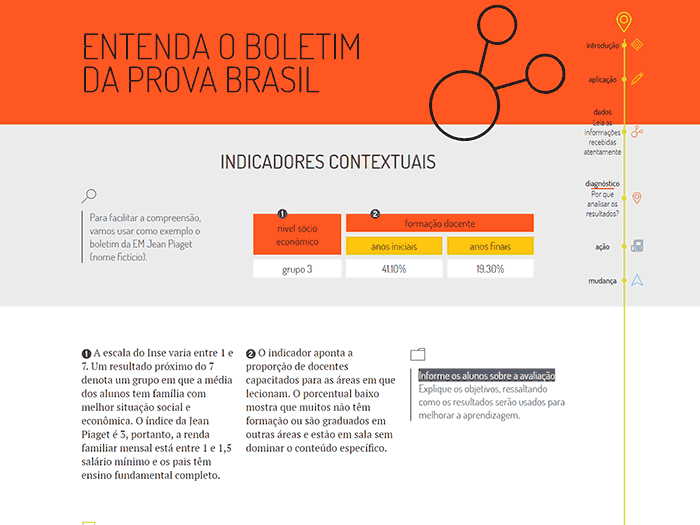 ENTENDA O BOLETIM
DA PROVA BRASIL
introdução
aplicação
dados
Leia as
informações
recebidas
atentamente
diagnóstico
Por que
analisar os
resultados?
ação
mudança
INDICADORES CONTEXTUAIS
Para facilitar a compreensão,
vamos usar como exemplo o
boletim da EM Jean Piaget
(nome fictício).
1
nível sócio
econômico
grupo 3
2
formação docente
anos iniciais anos finais
41.10% 19.30%
1 A escala do Inse varia entre 1 e
7. Um resultado próximo do 7
denota um grupo em que a média
dos alunos tem família com
melhor situação social e
econômica. O índice da Jean
Piaget é 3, portanto, a renda
familiar mensal está entre 1 e 1,5
salário mínimo e os pais têm
ensino fundamental completo.
2 O indicador aponta a
proporção de docentes
capacitados para as áreas em que
lecionam. O porcentual baixo
mostra que muitos não têm
formação ou são graduados em
outras áreas e estão em sala sem
dominar o conteúdo específico.
Informe os alunos sobre a avaliação
Explique os objetivos, ressaltando
como os resultados serão usados para
melhorar a aprendizagem.